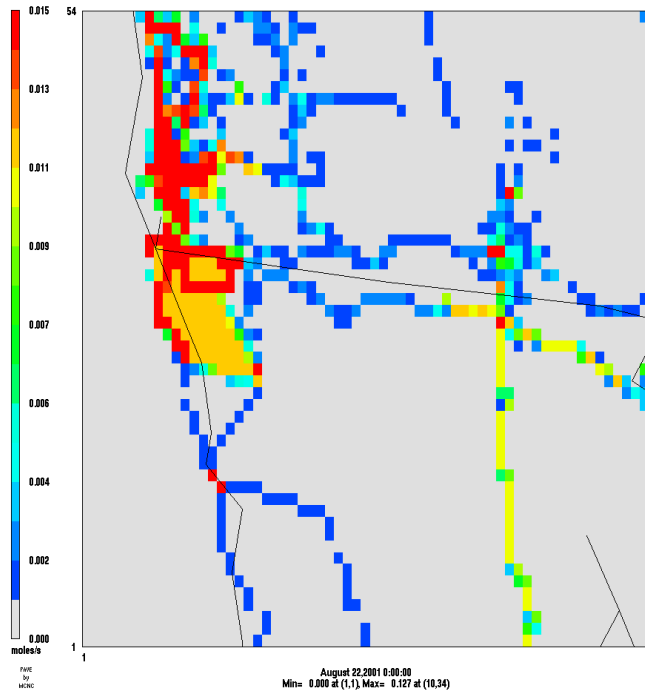 0.015
0.013
0.011
0.009
0.007
0.006
0.004
0.002
0.000
moles/s
PAVE
by
MCNC
54
1
1
August 22,2001 0:00:00
Min= 0.000 at (1,1), Max= 0.127 at (10,34)